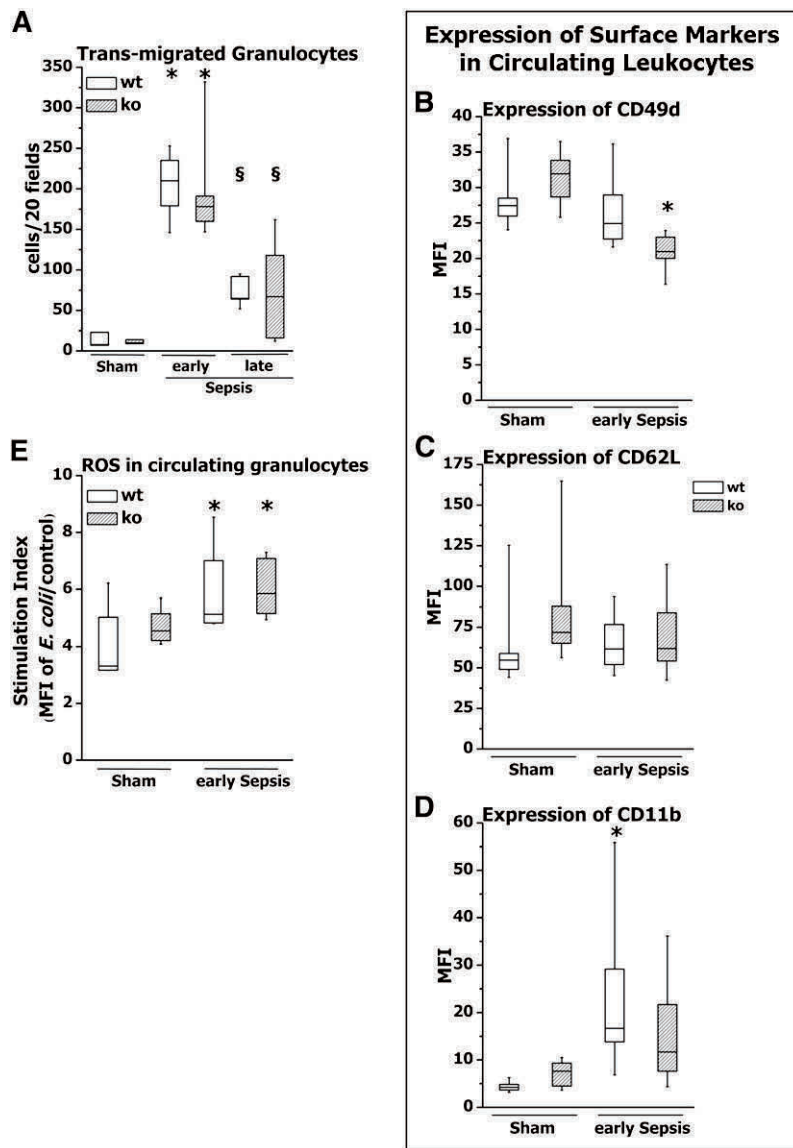 A
Trans-migrated Granulocytes
wt
ko
* *
§ §
350
300
250
200
150
100
50
0
cells/20 fields
Sham early late
Sepsis
E
ROS in circulating granulocytes
wt
ko
* *
10
8
6
4
2
0
Stimulation Index
(MFI of E. coli/control)
Sham early Sepsis
Expression of Surface Markers
in Circulating Leukocytes
B
Expression of CD49d
*
40
35
30
25
20
15
10
5
0
MFI
Sham early Sepsis
C
Expression of CD62L
wt
ko
175
150
125
100
75
50
25
0
MFI
Sham early Sepsis
D
Expression of CD11b
*
60
50
40
30
20
10
0
MFI
Sham early Sepsis